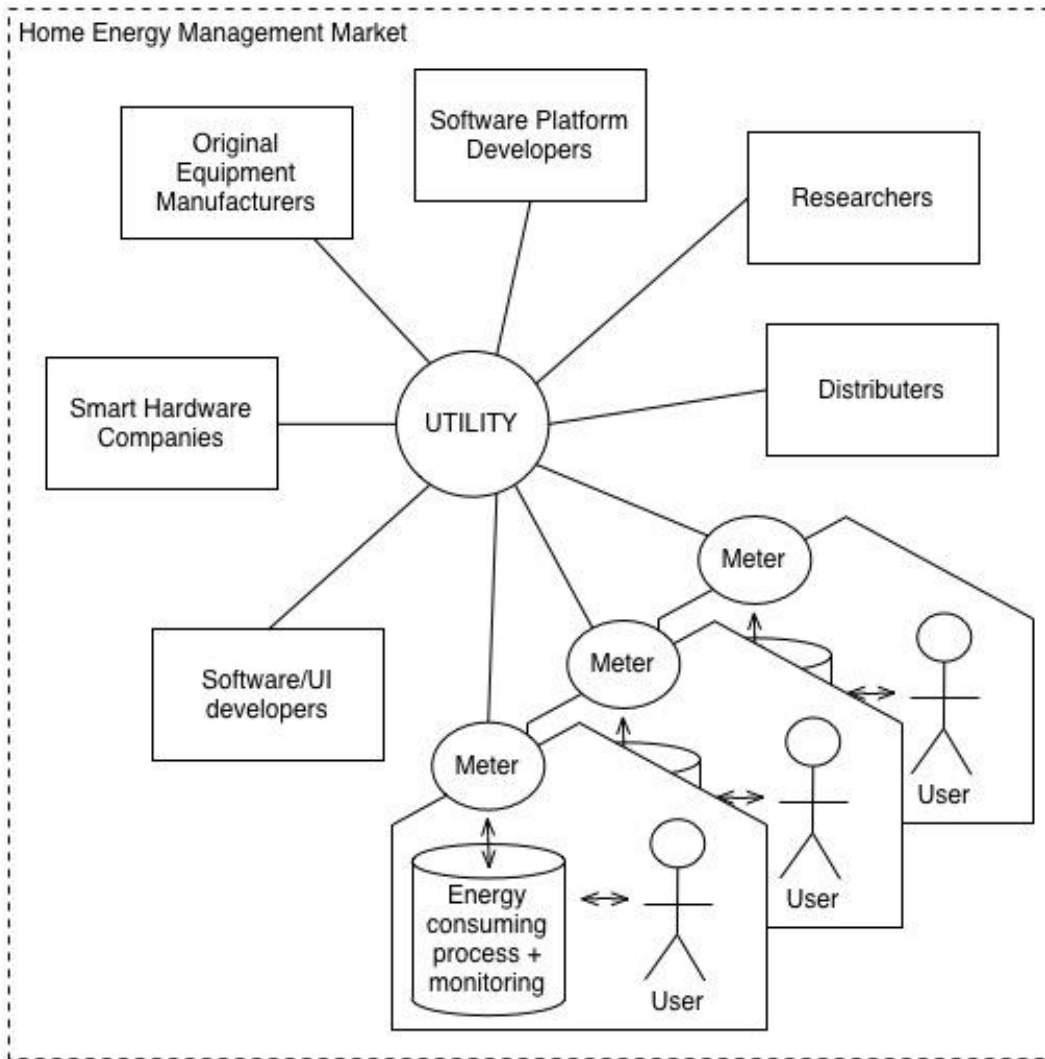 Home Energy Management Market
Software Platform
Developers
Original
Equipment
Manufacturers
Researchers
Distributers
Smart Hardware
Companies
UTILITY
Meter
Meter
Software/UI
developers
Meter
User
User
Energy
consuming
process +
monitoring
User